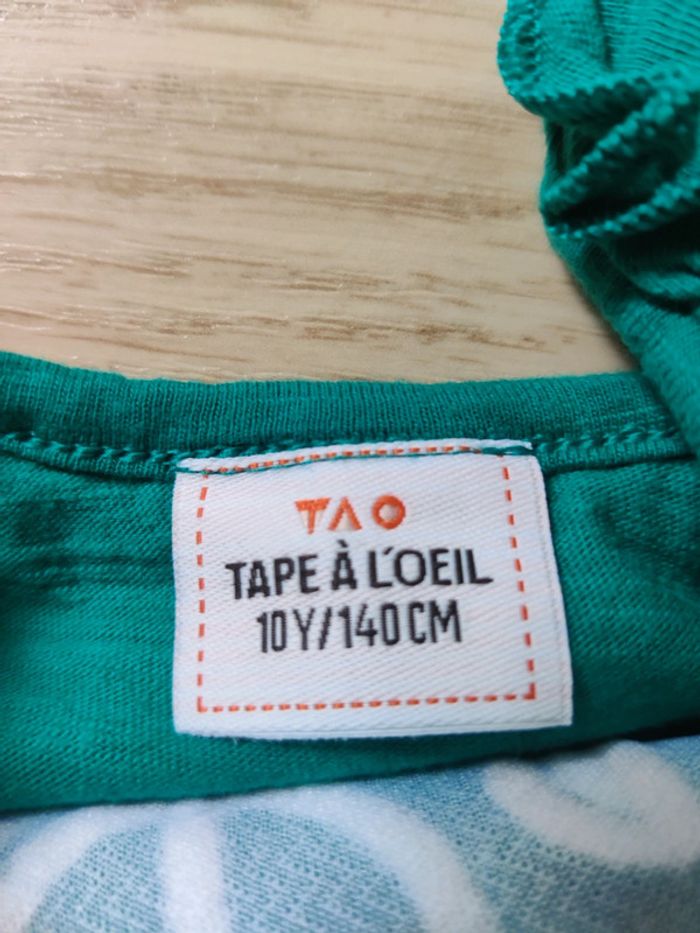 TAO
TAPE À L'OEIL
10Y/140CM